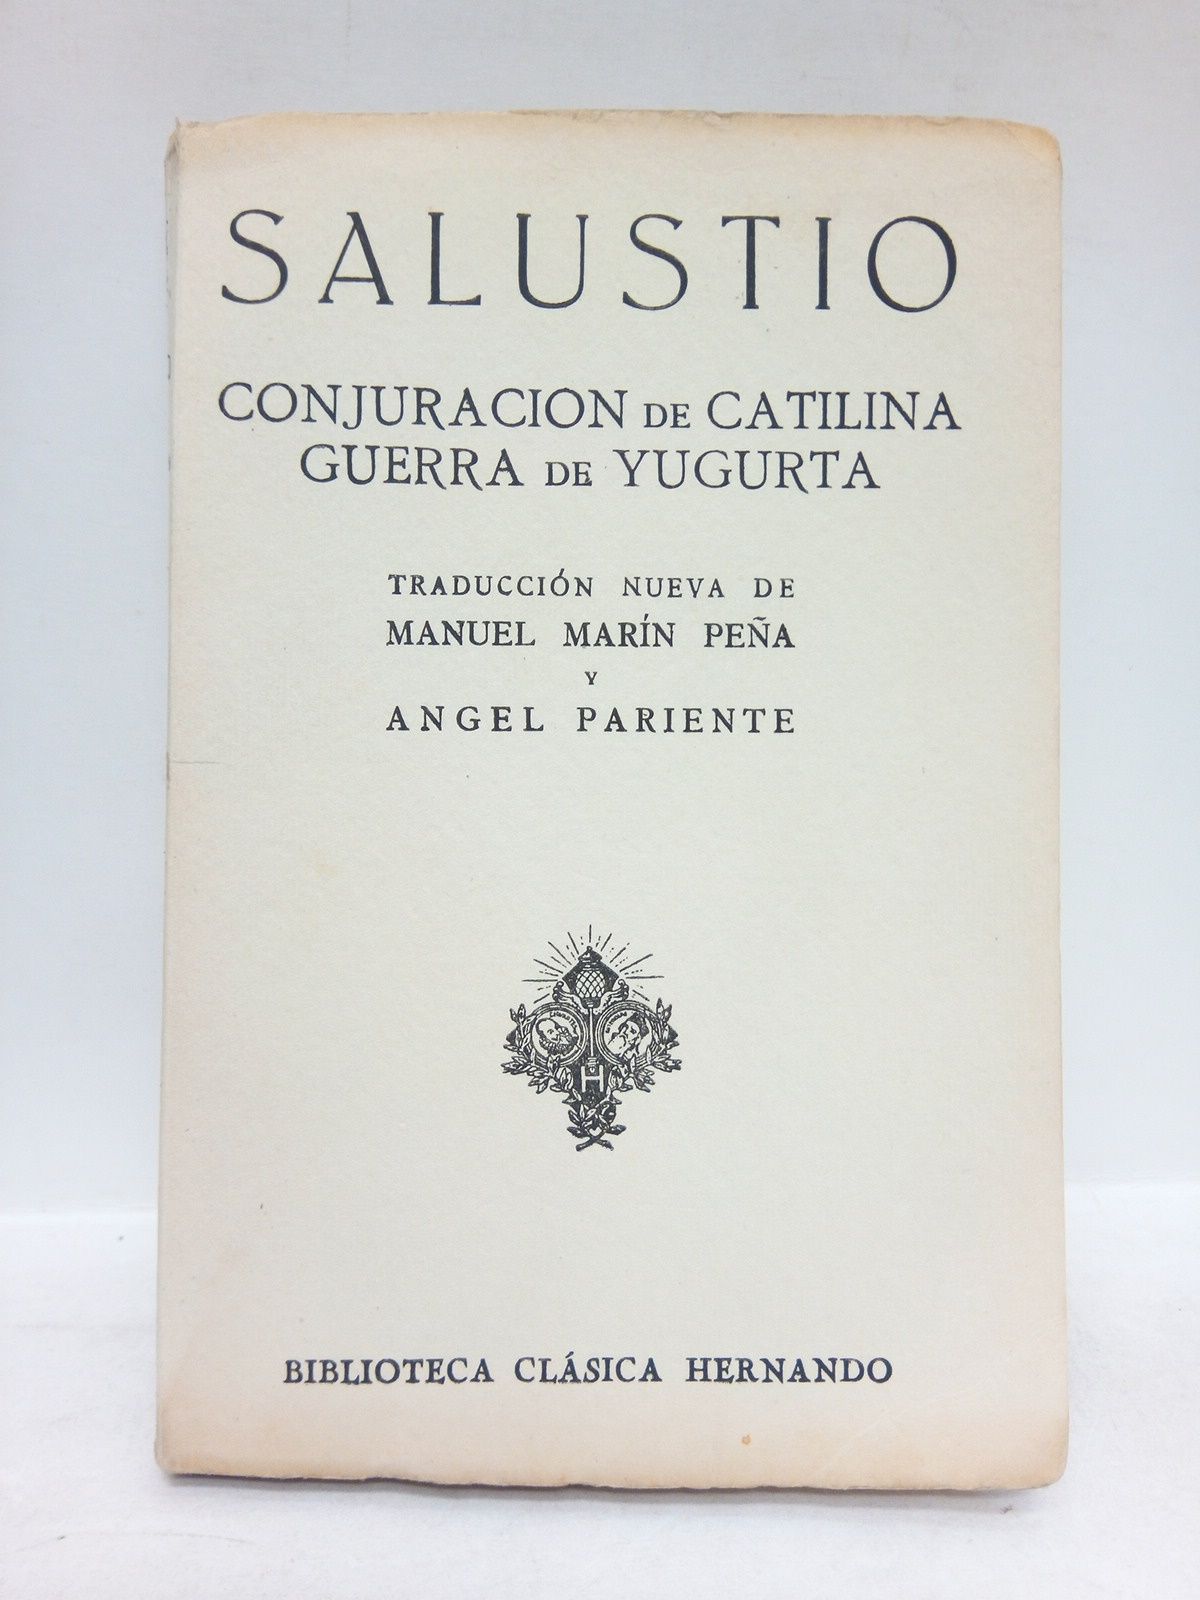 SALUSTIO
CONJURACION DE CATILINA
GUERRA DE YUGURTA
TRADUCCIÓN NUEVA DE
MANUEL MARÍN PEÑA
Y
ANGEL PARIENTE
H
BIBLIOTECA CLÁSICA HERNANDO